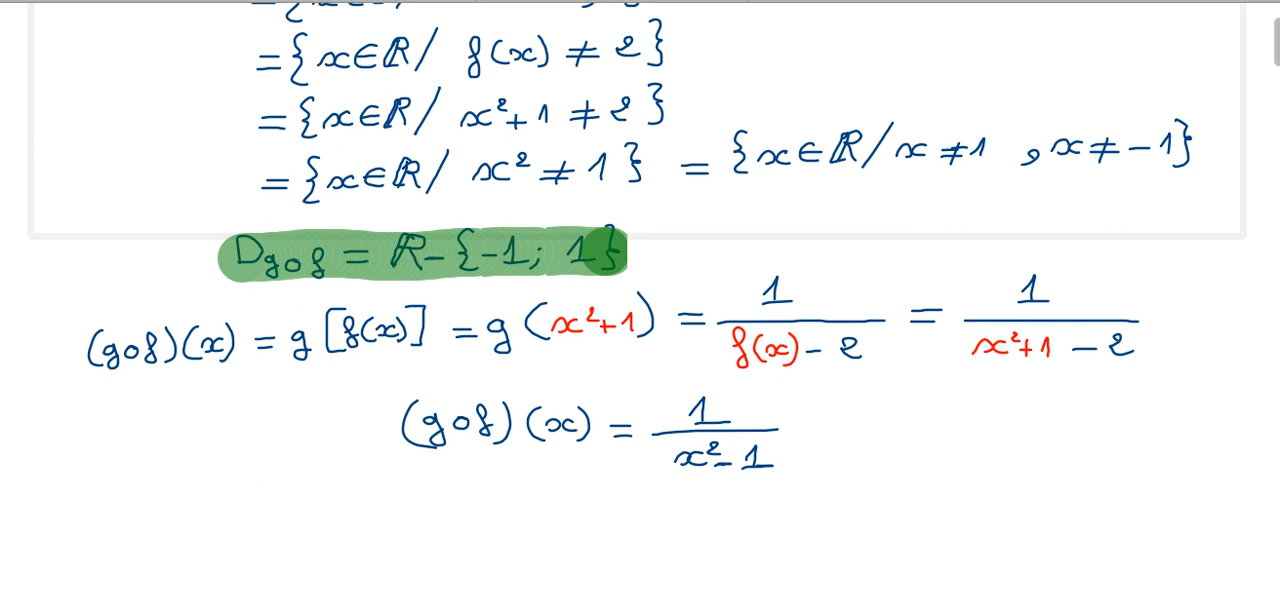 ={x∈ℝ/ f(x) ≠ 2}
={x∈ℝ/ x²+1 ≠ 2}
={x∈ℝ/ x² ≠ 1} = {x∈ℝ/x ≠ 1 , x ≠ -1}
Dgof = ℝ-{-1; 1}
(gof)(x) = g[f(x)] = g(x²+1) = 1/(f(x)-2) = 1/(x²+1-2)
(gof)(x) = 1/(x²-1)